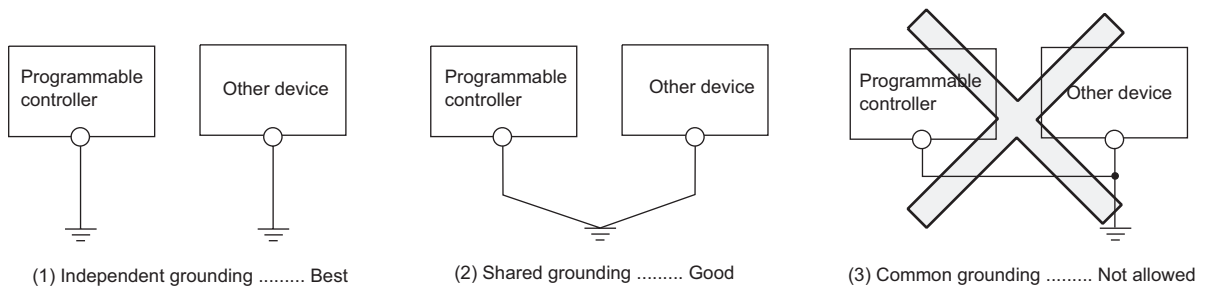 Programmable
controller
Other device
Programmable
controller
Other device
Programmable
controller
Other device
(1) Independent grounding ......... Best
(2) Shared grounding ......... Good
(3) Common grounding ......... Not allowed